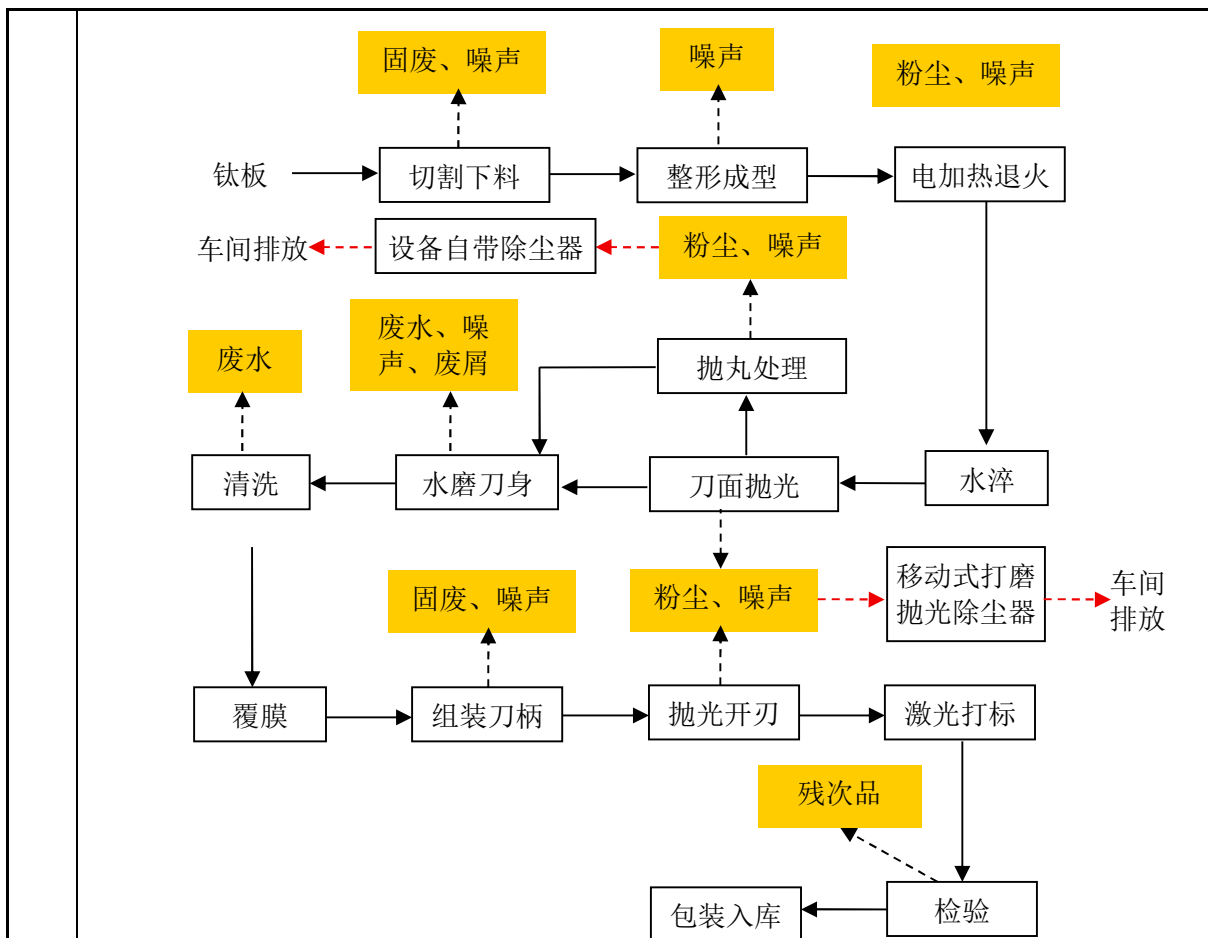 固废、噪声
噪声
粉尘、噪声
钛板
切割下料
整形成型
电加热退火
车间排放
设备自带除尘器
粉尘、噪声
废水
废水、噪
声、废屑
抛丸处理
清洗
水磨刀身
刀面抛光
水淬
固废、噪声
粉尘、噪声
移动式打磨
抛光除尘器
车间
排放
覆膜
组装刀柄
抛光开刃
激光打标
残次品
包装入库
检验